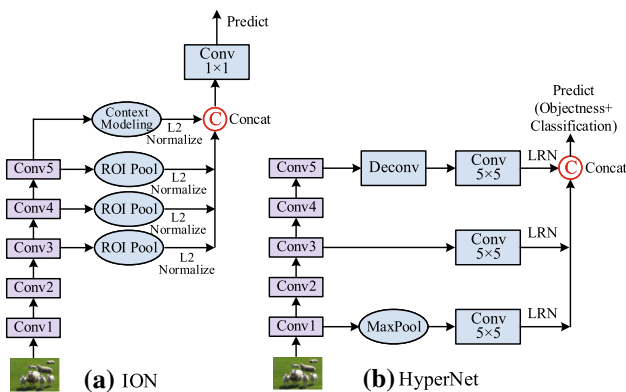 Predict
Conv
1×1
Context
Modeling
L2
Normalize
C
Concat
Conv5
ROI Pool
L2
Normalize
Conv4
ROI Pool
L2
Normalize
Conv3
ROI Pool
L2
Normalize
Conv2
Conv1
(a) ION
Predict
(Objectness+
Classification)
Conv5
Deconv
Conv
5×5
LRN
C
Concat
Conv4
Conv3
Conv
5×5
LRN
Conv2
Conv1
MaxPool
Conv
5×5
LRN
(b) HyperNet